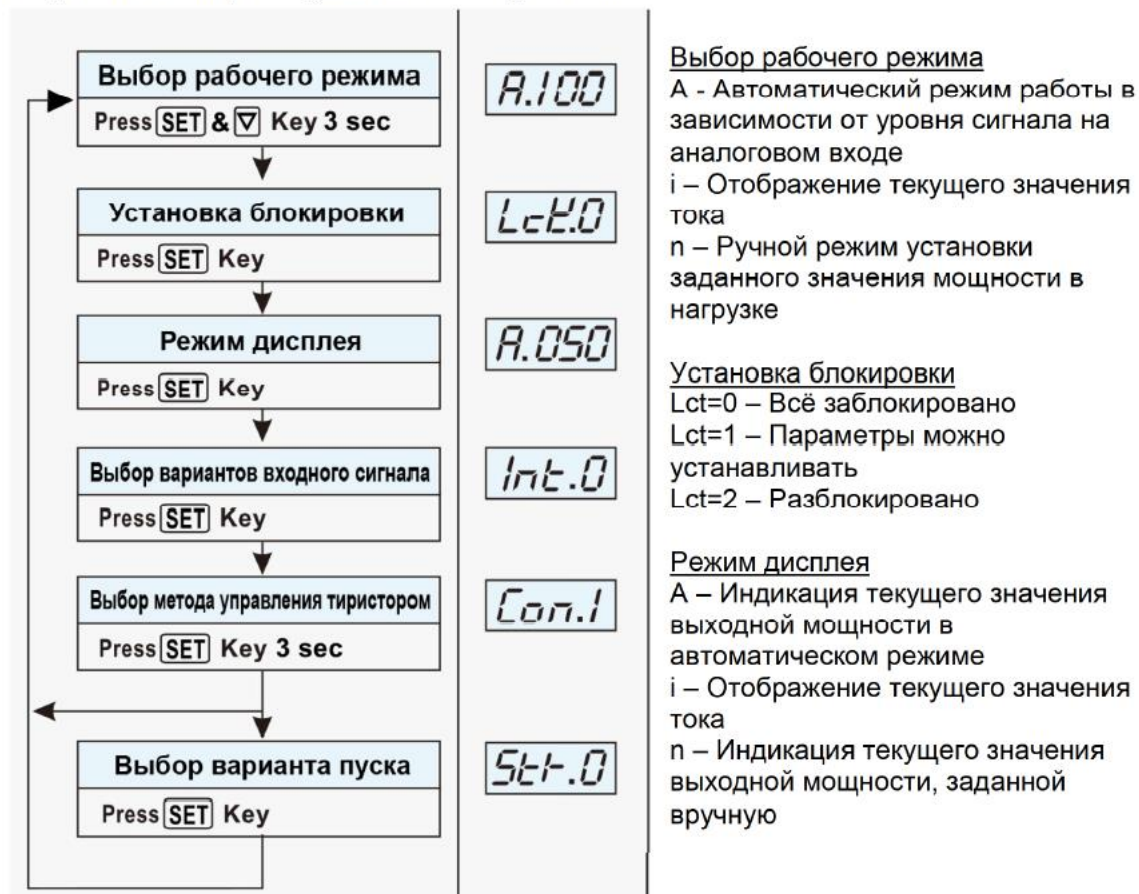 Выбор рабочего режима
Press SET & ▽ Key 3 sec
Установка блокировки
Press SET Key
Режим дисплея
Press SET Key
Выбор вариантов входного сигнала
Press SET Key
Выбор метода управления тиристором
Press SET Key 3 sec
Выбор варианта пуска
Press SET Key
A.100
Lct.0
A.050
Int.0
Con.1
Str.0
Выбор рабочего режима
А - Автоматический режим работы в
зависимости от уровня сигнала на
аналоговом входе
i – Отображение текущего значения
тока
n – Ручной режим установки
заданного значения мощности в
нагрузке
Установка блокировки
Lct=0 – Всё заблокировано
Lct=1 – Параметры можно
устанавливать
Lct=2 – Разблокировано
Режим дисплея
А – Индикация текущего значения
выходной мощности в
автоматическом режиме
i – Отображение текущего значения
тока
n – Индикация текущего значения
выходной мощности, заданной
вручную